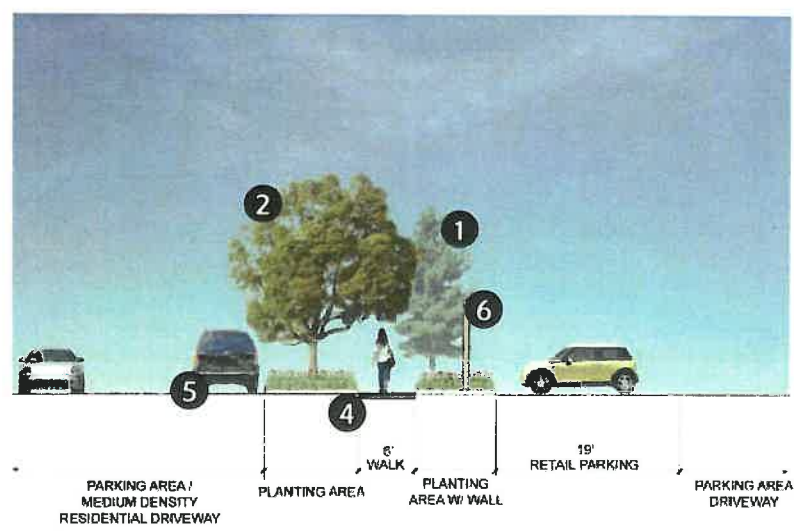 2
1
6
5
4
6'
WALK
19'
RETAIL PARKING
PARKING AREA /
MEDIUM DENSITY
RESIDENTIAL DRIVEWAY
PLANTING AREA
PLANTING
AREA W/ WALL
PARKING AREA
DRIVEWAY